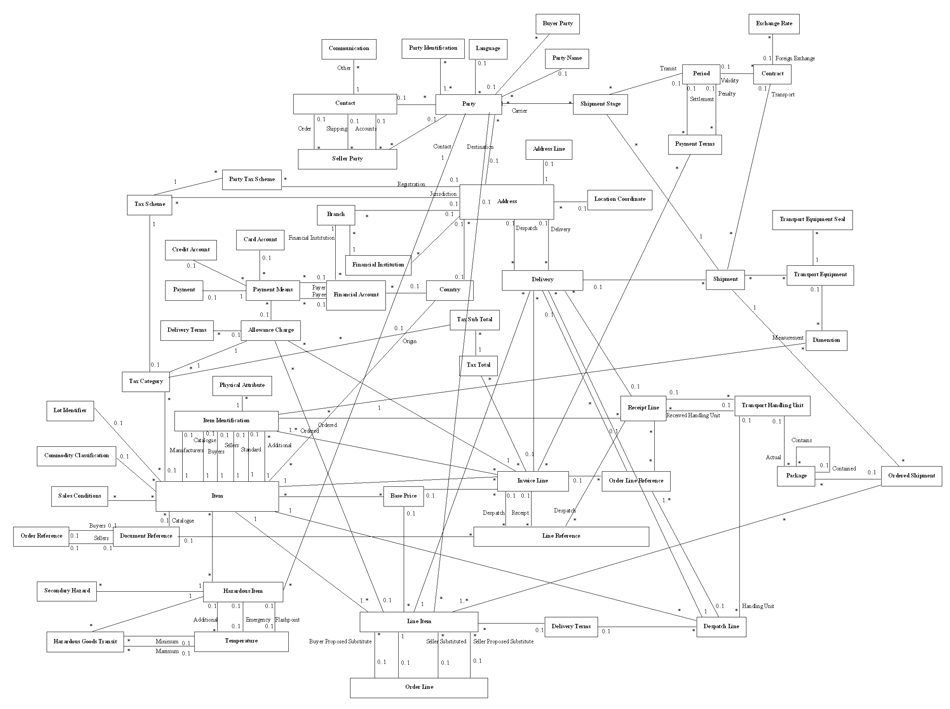 Exchange Rate
Buyer Party
Communication
Party Identification
Language
Party Name
Other
Foreign Exchange
Transit
Period
Validity
Contract
Contact
Party
Carrier
Shipment Stage
Settlement
Penalty
Transport
Order
Shipping
Accounts
Seller Party
Contact
Destination
Address Line
Payment Terms
Party Tax Scheme
Registration
Jurisdiction
Tax Scheme
Address
Location Coordinate
Branch
Financial Institution
Despatch
Delivery
Transport Equipment Seal
Card Account
Credit Account
Financial Institution
Payment
Payment Means
Payer
Payee
Financial Account
Country
Delivery
Shipment
Transport Equipment
Delivery Terms
Allowance Charge
Tax Sub Total
Origin
Measurement
Dimension
Tax Total
Tax Category
Physical Attribute
Lot Identifier
Item Identification
Receipt Line
Received Handling Unit
Transport Handling Unit
Manufacturers
Catalogue
Buyers
Sellers
Standard
Additional
Ordered
Ordered
Contains
Commodity Classification
Actual
Package
Contained
Ordered Shipment
Sales Conditions
Item
Base Price
Invoice Line
Order Line Reference
Catalogue
Despatch
Receipt
Despatch
Order Reference
Buyers
Sellers
Document Reference
Line Reference
Secondary Hazard
Hazardous Item
Additional
Emergency
Flashpoint
Handling Unit
Line Item
Delivery Terms
Despatch Line
Hazardous Goods Transit
Minimum
Maximum
Temperature
Buyer Proposed Substitute
Seller Substituted
Seller Proposed Substitute
Order Line